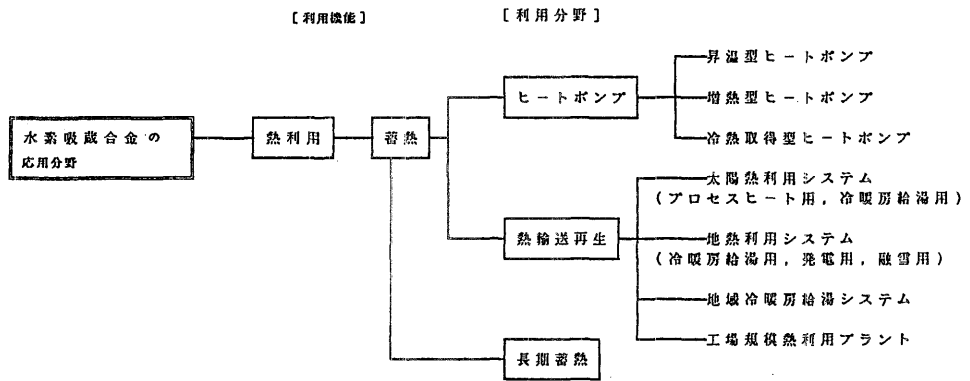 [利用機能]
[利用分野]
水素吸蔵合金の
応用分野
熱利用
蓄熱
ヒートポンプ
昇温型ヒートポンプ
増熱型ヒートポンプ
冷熱取得型ヒートポンプ
熱輸送再生
太陽熱利用システム
(プロセスヒート用,冷暖房給湯用)
地熱利用システム
(冷暖房給湯用,発電用,融雪用)
地域冷暖房給湯システム
工場規模熱利用プラント
長期蓄熱